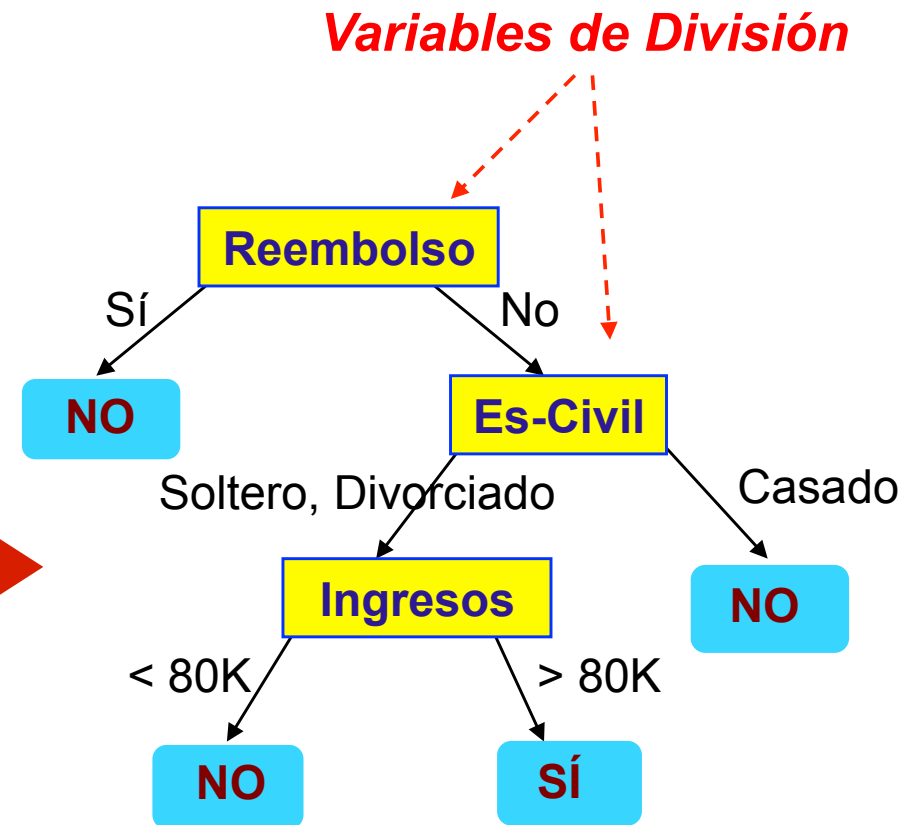 Variables de División
Reembolso
Sí
No
NO
Es-Civil
Soltero, Divorciado
Casado
Ingresos
NO
< 80K
> 80K
NO
SÍ